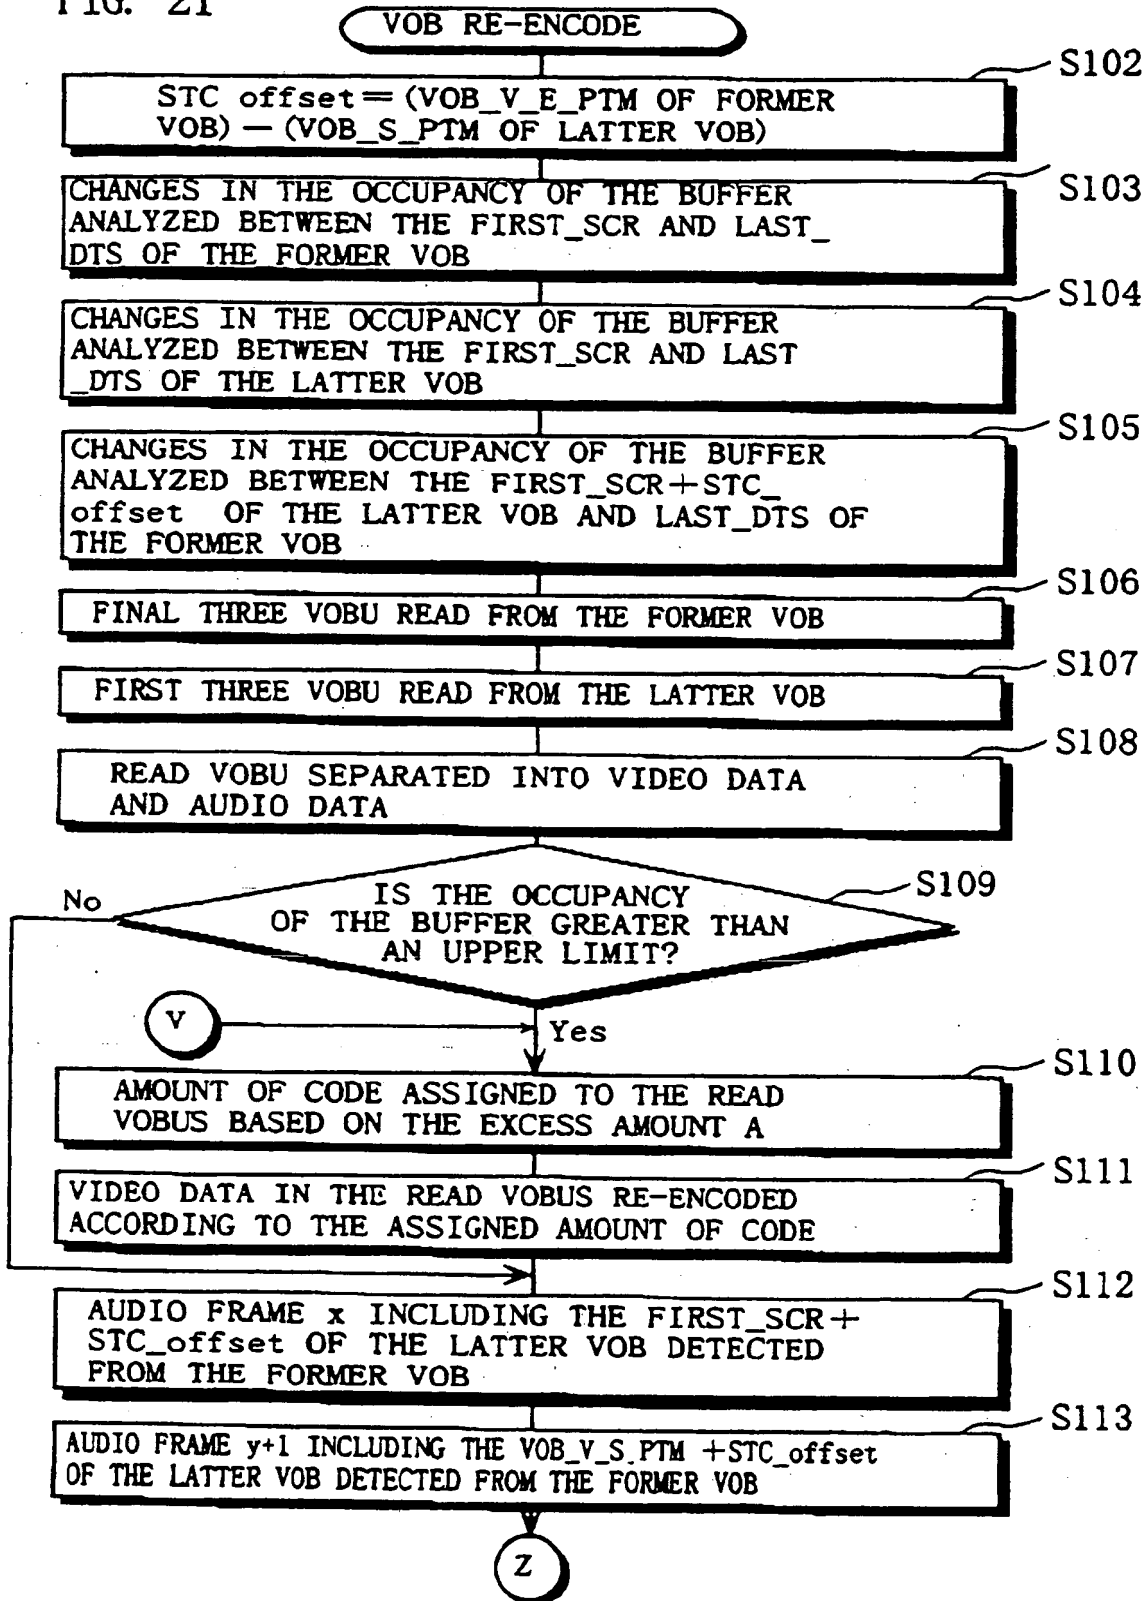 FIG. 21
VOB RE-ENCODE
S102
STC offset=(VOB_V_E_PTM OF FORMER
VOB)-(VOB_S_PTM OF LATTER VOB)
S103
CHANGES IN THE OCCUPANCY OF THE BUFFER
ANALYZED BETWEEN THE FIRST_SCR AND LAST_
DTS OF THE FORMER VOB
S104
CHANGES IN THE OCCUPANCY OF THE BUFFER
ANALYZED BETWEEN THE FIRST_SCR AND LAST
_DTS OF THE LATTER VOB
S105
CHANGES IN THE OCCUPANCY OF THE BUFFER
ANALYZED BETWEEN THE FIRST_SCR+STC_
offset OF THE LATTER VOB AND LAST_DTS OF
THE FORMER VOB
S106
FINAL THREE VOBU READ FROM THE FORMER VOB
S107
FIRST THREE VOBU READ FROM THE LATTER VOB
S108
READ VOBU SEPARATED INTO VIDEO DATA
AND AUDIO DATA
S109
No
IS THE OCCUPANCY
OF THE BUFFER GREATER THAN
AN UPPER LIMIT?
V
Yes
S110
AMOUNT OF CODE ASSIGNED TO THE READ
VOBUS BASED ON THE EXCESS AMOUNT A
S111
VIDEO DATA IN THE READ VOBUS RE-ENCODED
ACCORDING TO THE ASSIGNED AMOUNT OF CODE
S112
AUDIO FRAME x INCLUDING THE FIRST_SCR+
STC_offset OF THE LATTER VOB DETECTED
FROM THE FORMER VOB
S113
AUDIO FRAME y+1 INCLUDING THE VOB_V_S_PTM +STC_offset
OF THE LATTER VOB DETECTED FROM THE FORMER VOB
Z